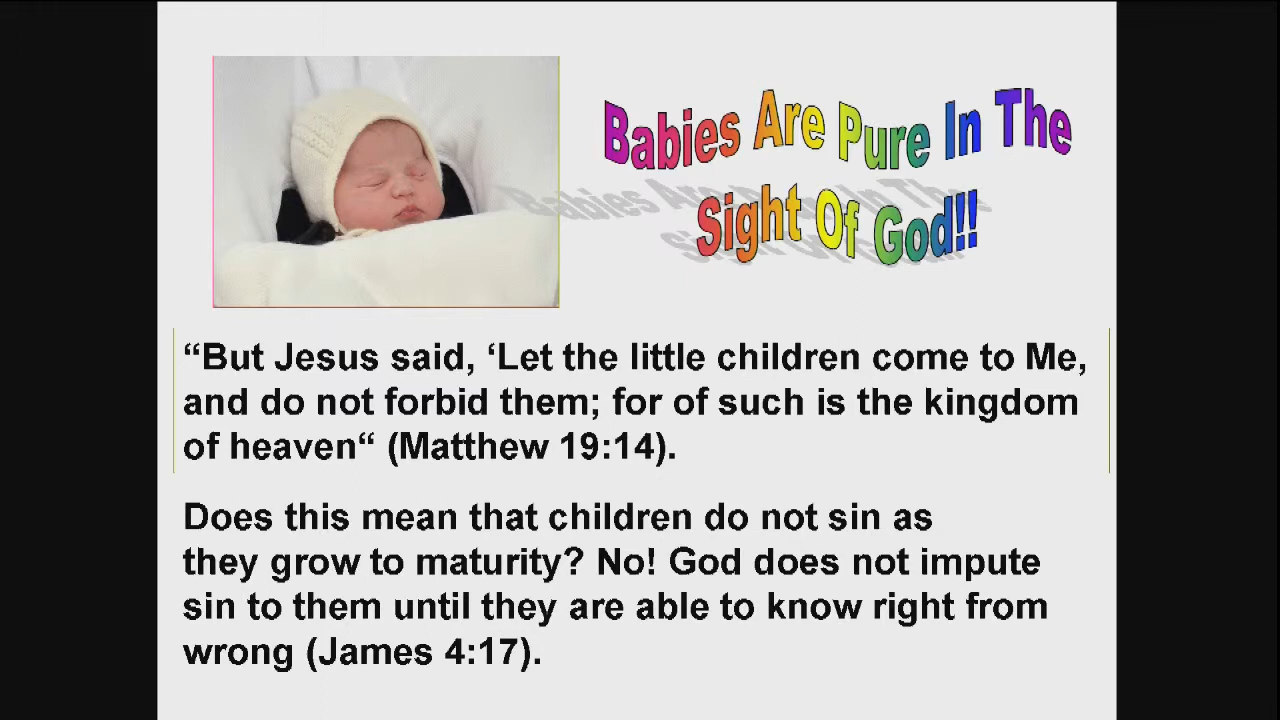 Babies Are Pure In The
Sight Of God!!
“But Jesus said, ‘Let the little children come to Me,
and do not forbid them; for of such is the kingdom
of heaven“ (Matthew 19:14).
Does this mean that children do not sin as
they grow to maturity? No! God does not impute
sin to them until they are able to know right from
wrong (James 4:17).